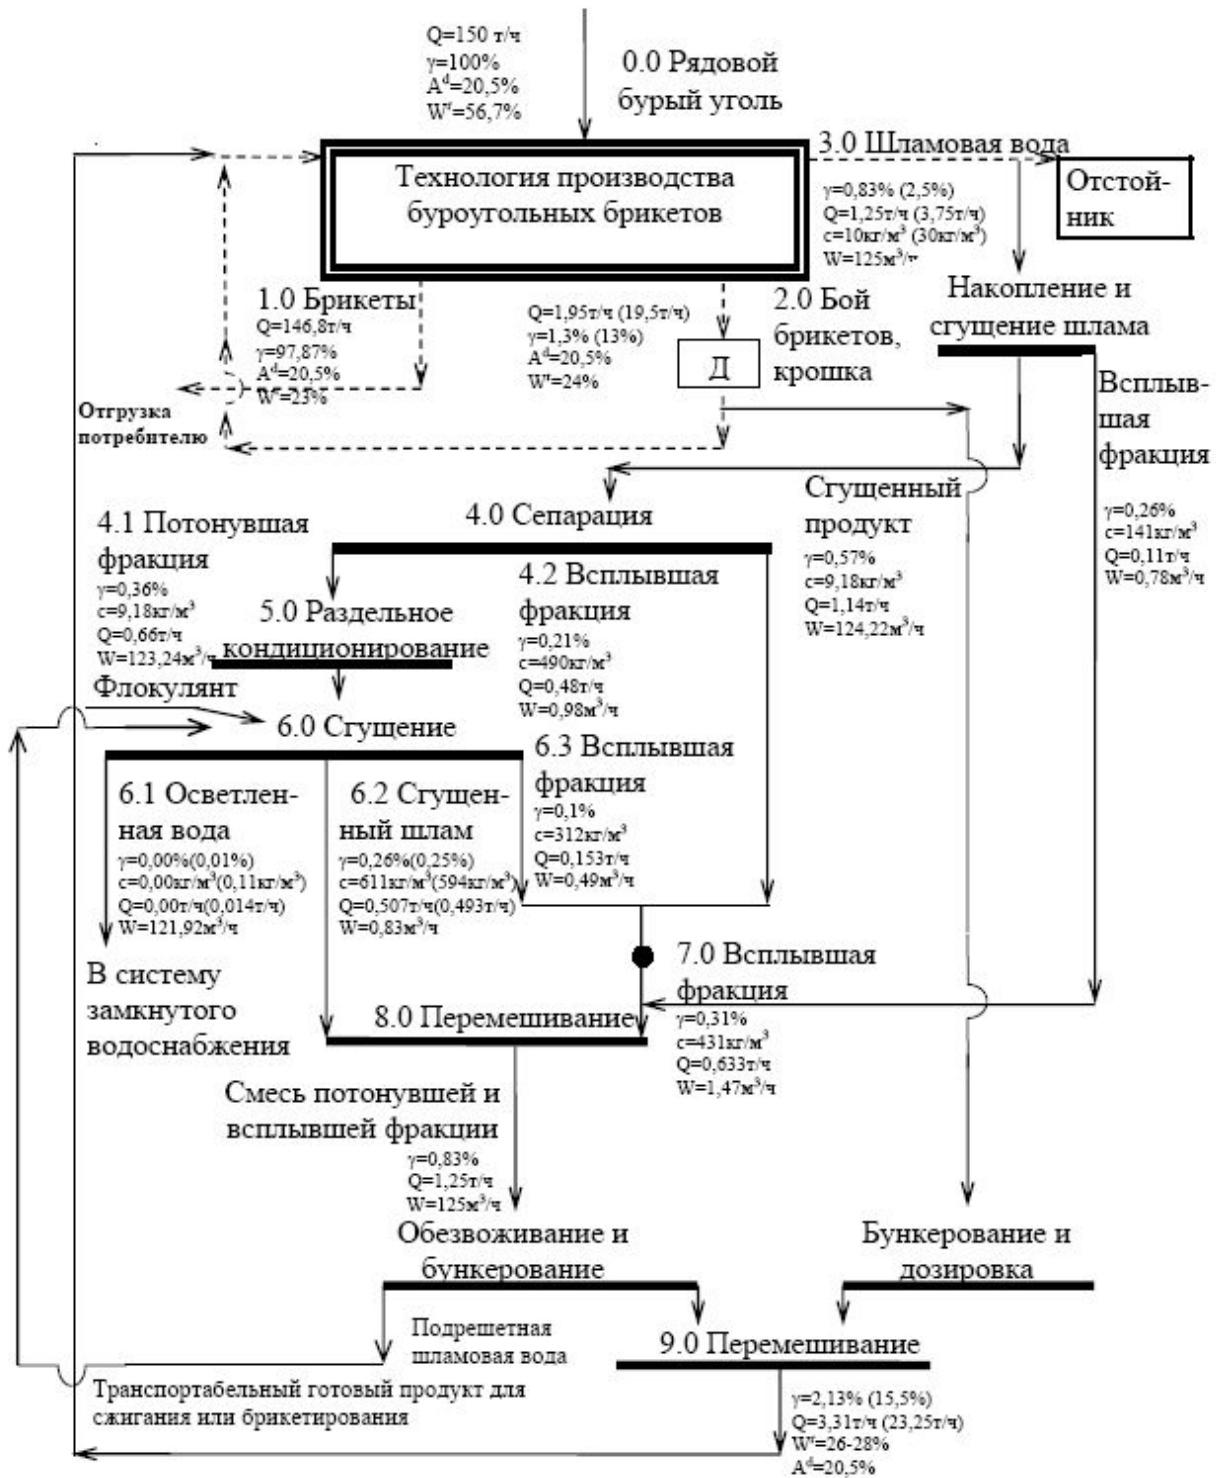 Q=150 т/ч
γ=100%
Aᵈ=20,5%
Wʳ=56,7%
0.0 Рядовой
бурый уголь
Технология производства
буроугольных брикетов
3.0 Шламовая вода
γ=0,83% (2,5%)
Q=1,25т/ч (3,75т/ч)
c=10кг/м³ (30кг/м³)
W=125м³/ч
Отстой-
ник
1.0 Брикеты
Q=146,8т/ч
γ=97,87%
Aᵈ=20,5%
Wʳ=23%
Отгрузка
потребителю
Q=1,95т/ч (19,5т/ч)
γ=1,3% (13%)
Aᵈ=20,5%
Wʳ=24%
2.0 Бой
брикетов,
крошка
Д
Накопление и
сгущение шлама
Всплыв-
шая
фракция
γ=0,26%
c=141кг/м³
Q=0,11т/ч
W=0,78м³/ч
Сгущенный
продукт
γ=0,57%
c=9,18кг/м³
Q=1,14т/ч
W=124,22м³/ч
4.0 Сепарация
4.1 Потонувшая
фракция
γ=0,36%
c=9,18кг/м³
Q=0,66т/ч
W=123,24м³/ч
4.2 Всплывшая
фракция
γ=0,21%
c=490кг/м³
Q=0,48т/ч
W=0,98м³/ч
5.0 Раздельное
кондиционирование
Флокулянт
6.0 Сгущение
6.1 Осветлен-
ная вода
γ=0,00%(0,01%)
c=0,00кг/м³(0,11кг/м³)
Q=0,00т/ч(0,014т/ч)
W=121,92м³/ч
В систему
замкнутого
водоснабжения
6.2 Сгущен-
ный шлам
γ=0,26%(0,25%)
c=611кг/м³(594кг/м³)
Q=0,507т/ч(0,493т/ч)
W=0,83м³/ч
6.3 Всплывшая
фракция
γ=0,1%
c=312кг/м³
Q=0,153т/ч
W=0,49м³/ч
7.0 Всплывшая
фракция
γ=0,31%
c=431кг/м³
Q=0,633т/ч
W=1,47м³/ч
8.0 Перемешивание
Смесь потонувшей и
всплывшей фракции
γ=0,83%
Q=1,25т/ч
W=125м³/ч
Обезвоживание и
бункерование
Бункерование и
дозировка
Подрешетная
шламовая вода
9.0 Перемешивание
Транспортабельный готовый продукт для
сжигания или брикетирования
γ=2,13% (15,5%)
Q=3,31т/ч (23,25т/ч)
Wʳ=26-28%
Aᵈ=20,5%